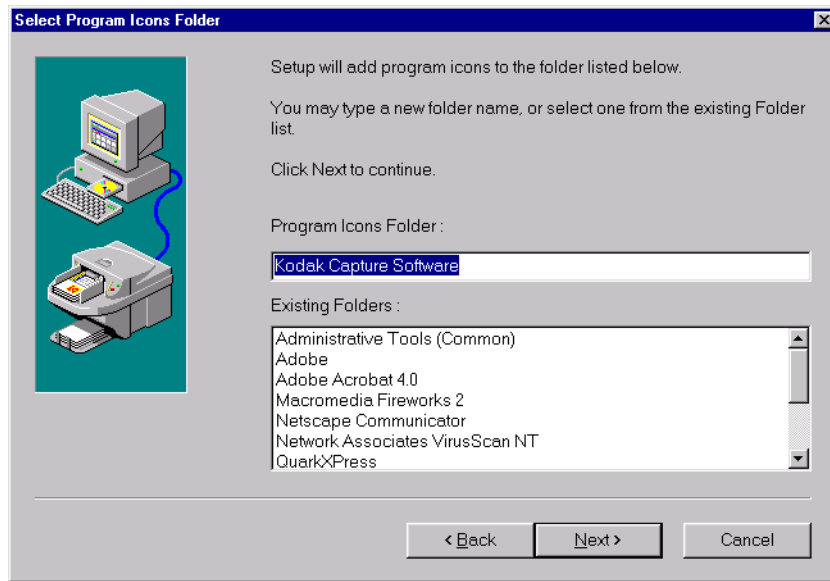 Select Program Icons Folder
Setup will add program icons to the folder listed below.
You may type a new folder name, or select one from the existing Folder
list.
Click Next to continue.
Program Icons Folder :
Kodak Capture Software
Existing Folders :
Administrative Tools (Common)
Adobe
Adobe Acrobat 4.0
Macromedia Fireworks 2
Netscape Communicator
Network Associates VirusScan NT
QuarkXPress
< Back
Next >
Cancel